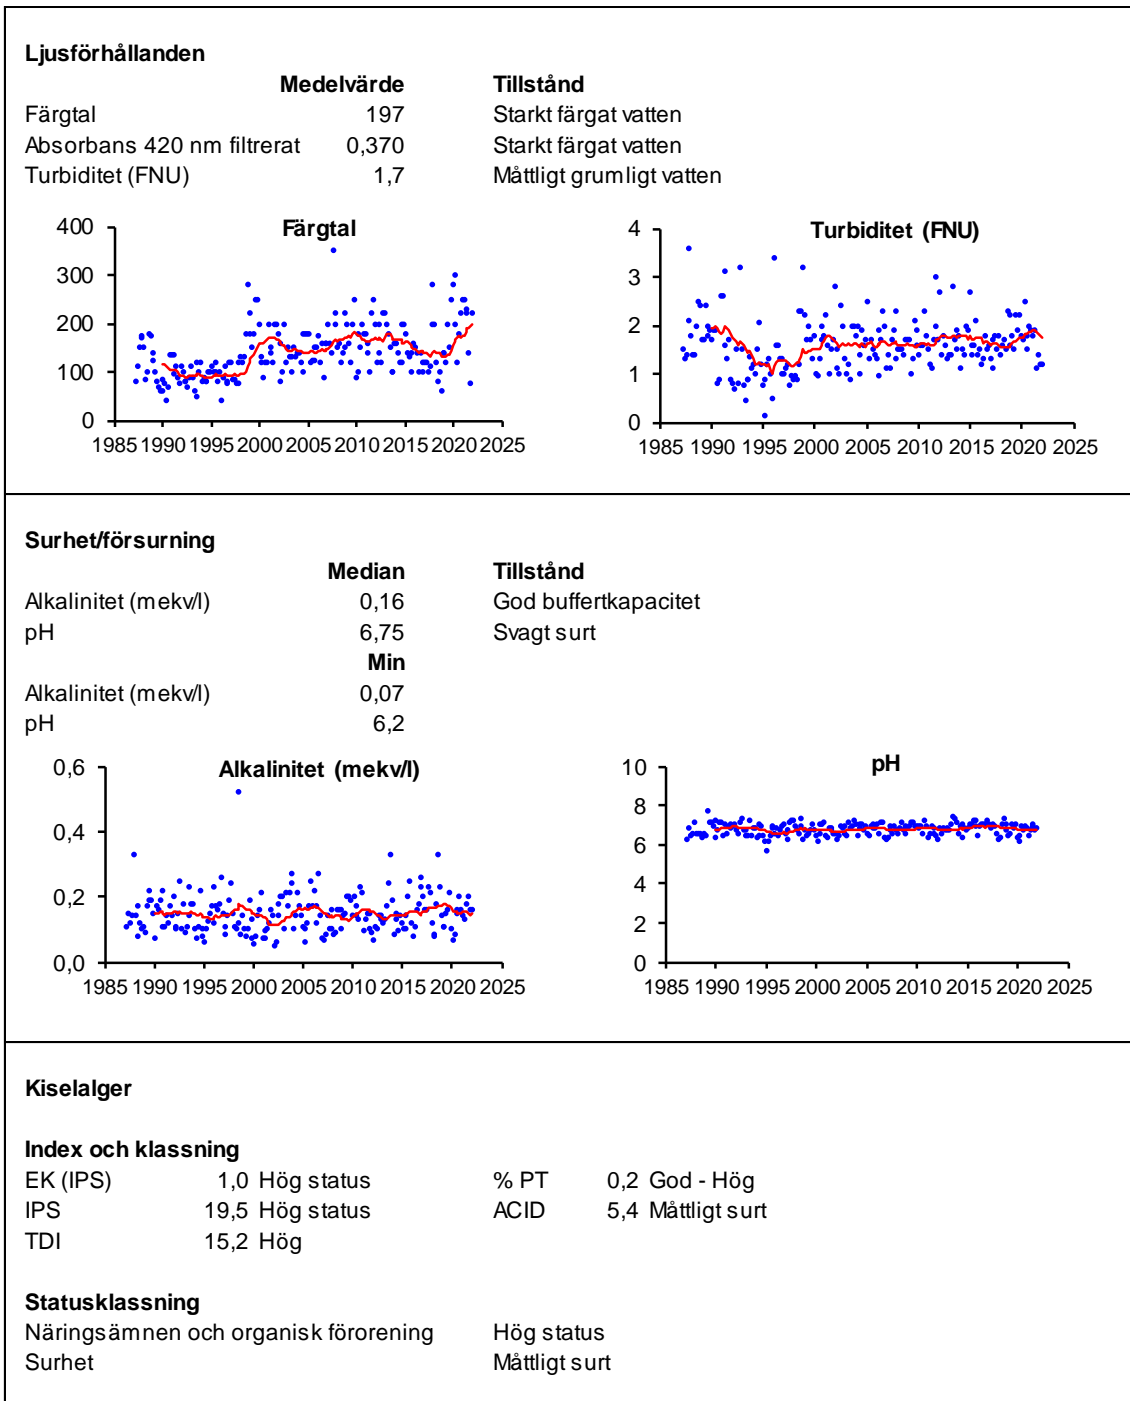 Ljusförhållanden
Medelvärde Tillstånd
Färgtal 197 Starkt färgat vatten
Absorbans 420 nm filtrerat 0,370 Starkt färgat vatten
Turbiditet (FNU) 1,7 Måttligt grumligt vatten
Färgtal
400
300
200
100
0
1985 1990 1995 2000 2005 2010 2015 2020 2025
Turbiditet (FNU)
4
3
2
1
0
1985 1990 1995 2000 2005 2010 2015 2020 2025
Surhet/försurning
Median Tillstånd
Alkalinitet (mekv/l) 0,16 God buffertkapacitet
pH 6,75 Svagt surt
Min
Alkalinitet (mekv/l) 0,07
pH 6,2
Alkalinitet (mekv/l)
0,6
0,4
0,2
0,0
1985 1990 1995 2000 2005 2010 2015 2020 2025
pH
10
8
6
4
2
0
1985 1990 1995 2000 2005 2010 2015 2020 2025
Kiselalger
Index och klassning
EK (IPS) 1,0 Hög status % PT 0,2 God - Hög
IPS 19,5 Hög status ACID 5,4 Måttligt surt
TDI 15,2 Hög
Statusklassning
Näringsämnen och organisk förorening Hög status
Surhet Måttligt surt